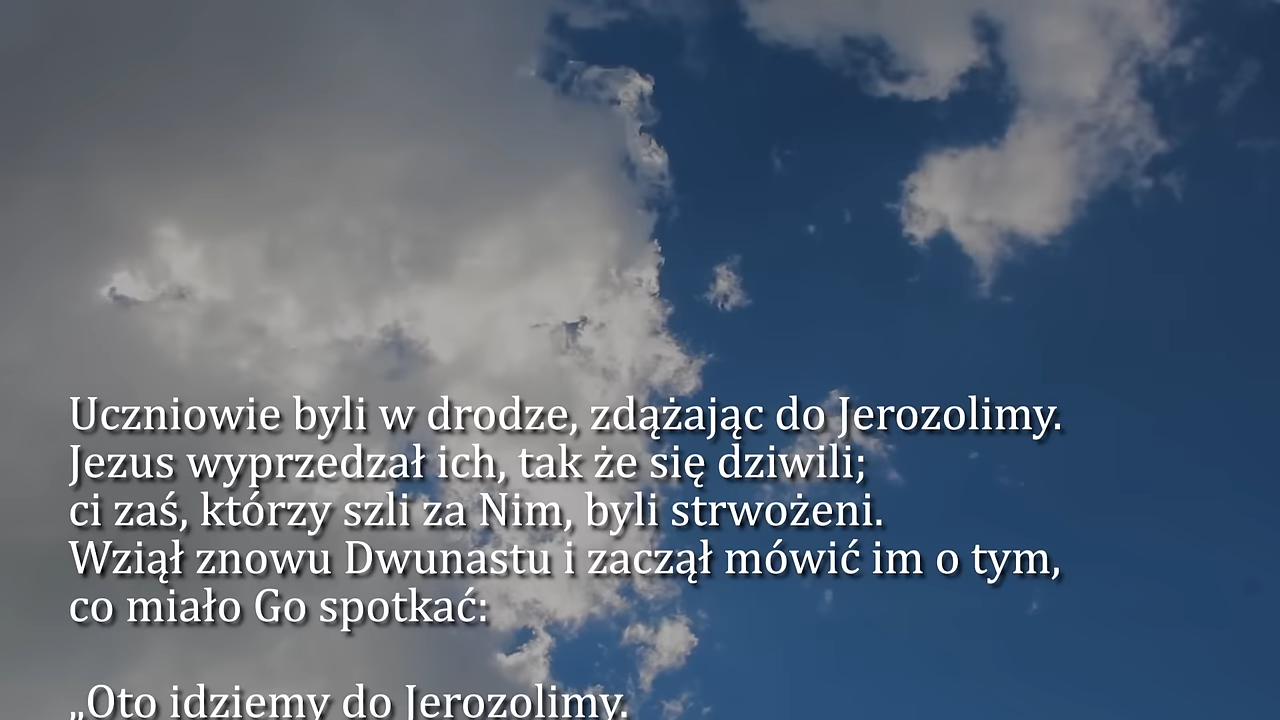 Uczniowie byli w drodze, zdążając do Jerozolimy.
Jezus wyprzedzał ich, tak że się dziwili;
ci zaś, którzy szli za Nim, byli strwożeni.
Wziął znowu Dwunastu i zaczął mówić im o tym,
co miało Go spotkać:
„Oto idziemy do Jerozolimy.